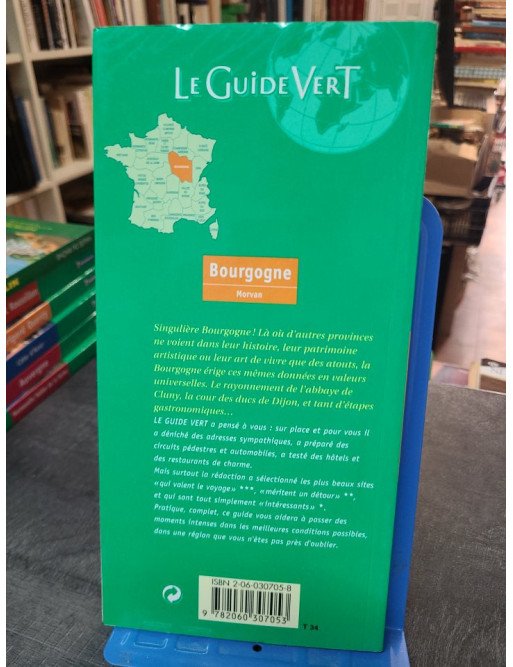 LE GUIDE VERT
Bourgogne
Morvan
Singulière Bourgogne ! Là où d'autres provinces
ne voient dans leur histoire, leur patrimoine
artistique ou leur art de vivre que des atouts, la
Bourgogne érige ces mêmes données en valeurs
universelles. Le rayonnement de l'abbaye de
Cluny, la cour des ducs de Dijon, et tant d'étapes
gastronomiques...
LE GUIDE VERT a pensé à vous : sur place et pour vous il
a déniché des adresses sympathiques, a préparé des
circuits pédestres et automobiles, a testé des hôtels et
des restaurants de charme.
Mais surtout la rédaction a sélectionné les plus beaux sites
« qui valent le voyage » ***, « méritent un détour » **,
et qui sont tout simplement « intéressants » *.
Pratique, complet, ce guide vous aidera à passer des
moments intenses dans les meilleures conditions possibles,
dans une région que vous n'êtes pas près d'oublier.
ISBN 2-06-030705-8
9 782060 307053
T 34